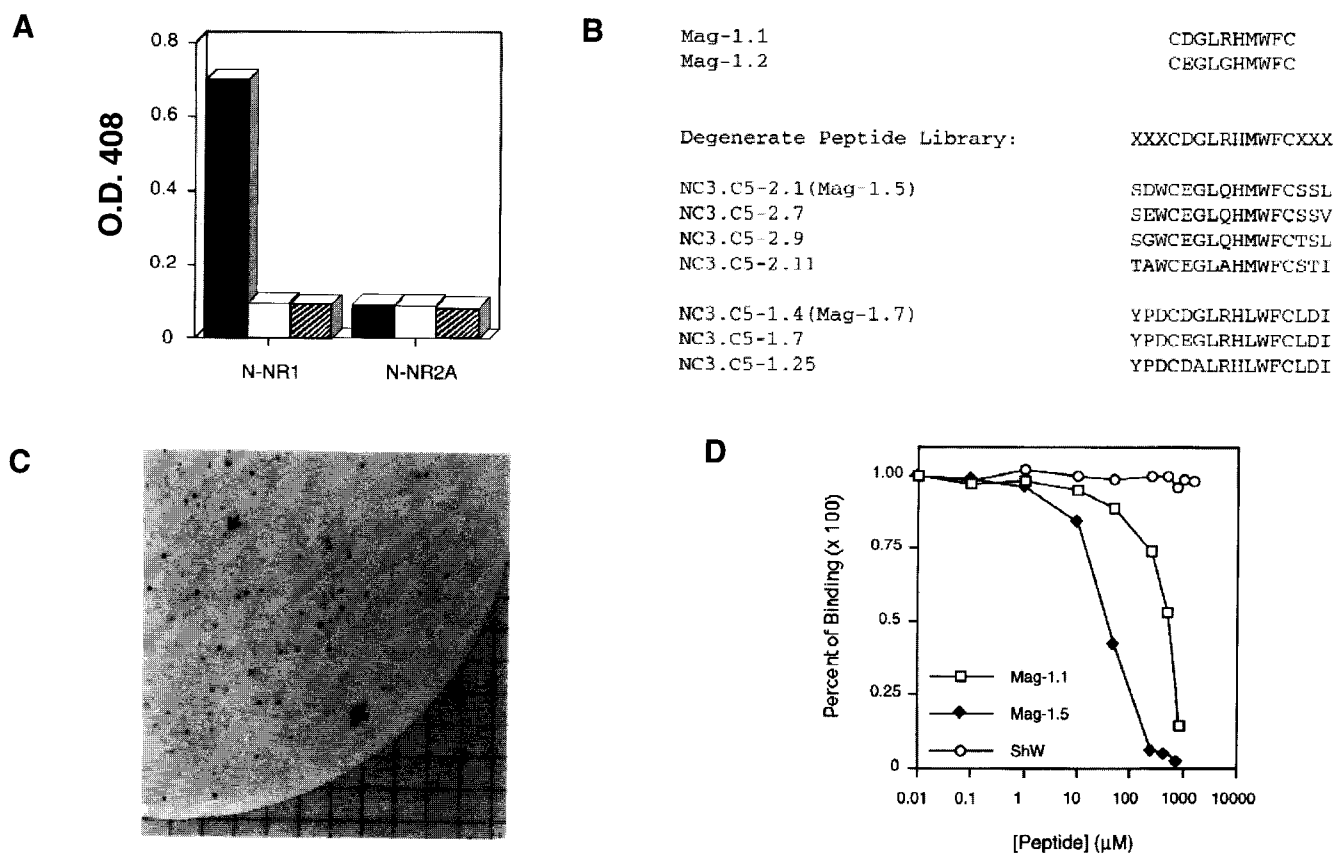 A
0.8
0.6
0.4
0.2
0
O.D. 408
N-NR1
N-NR2A
B
Mag-1.1 CDGLRHMWFC
Mag-1.2 CEGLGHMWFC
Degenerate Peptide Library: XXXCDGLRHMWFCXXX
NC3.C5-2.1(Mag-1.5) SDWCEGLQHMWFCSSL
NC3.C5-2.7 SEWCEGLQHMWFCSSV
NC3.C5-2.9 SGWCEGLQHMWFCTSL
NC3.C5-2.11 TAWCEGLAHMWFCSTI
NC3.C5-1.4(Mag-1.7) YPDCDGLRHLWFCLDI
NC3.C5-1.7 YPDCEGLRHLWFCLDI
NC3.C5-1.25 YPDCDALRHLWFCLDI
C
D
1.00
0.75
0.5
0.25
0
Percent of Binding (x 100)
Mag-1.1
Mag-1.5
ShW
0.01 0.1 1 10 100 1000 10000
[Peptide] (μM)